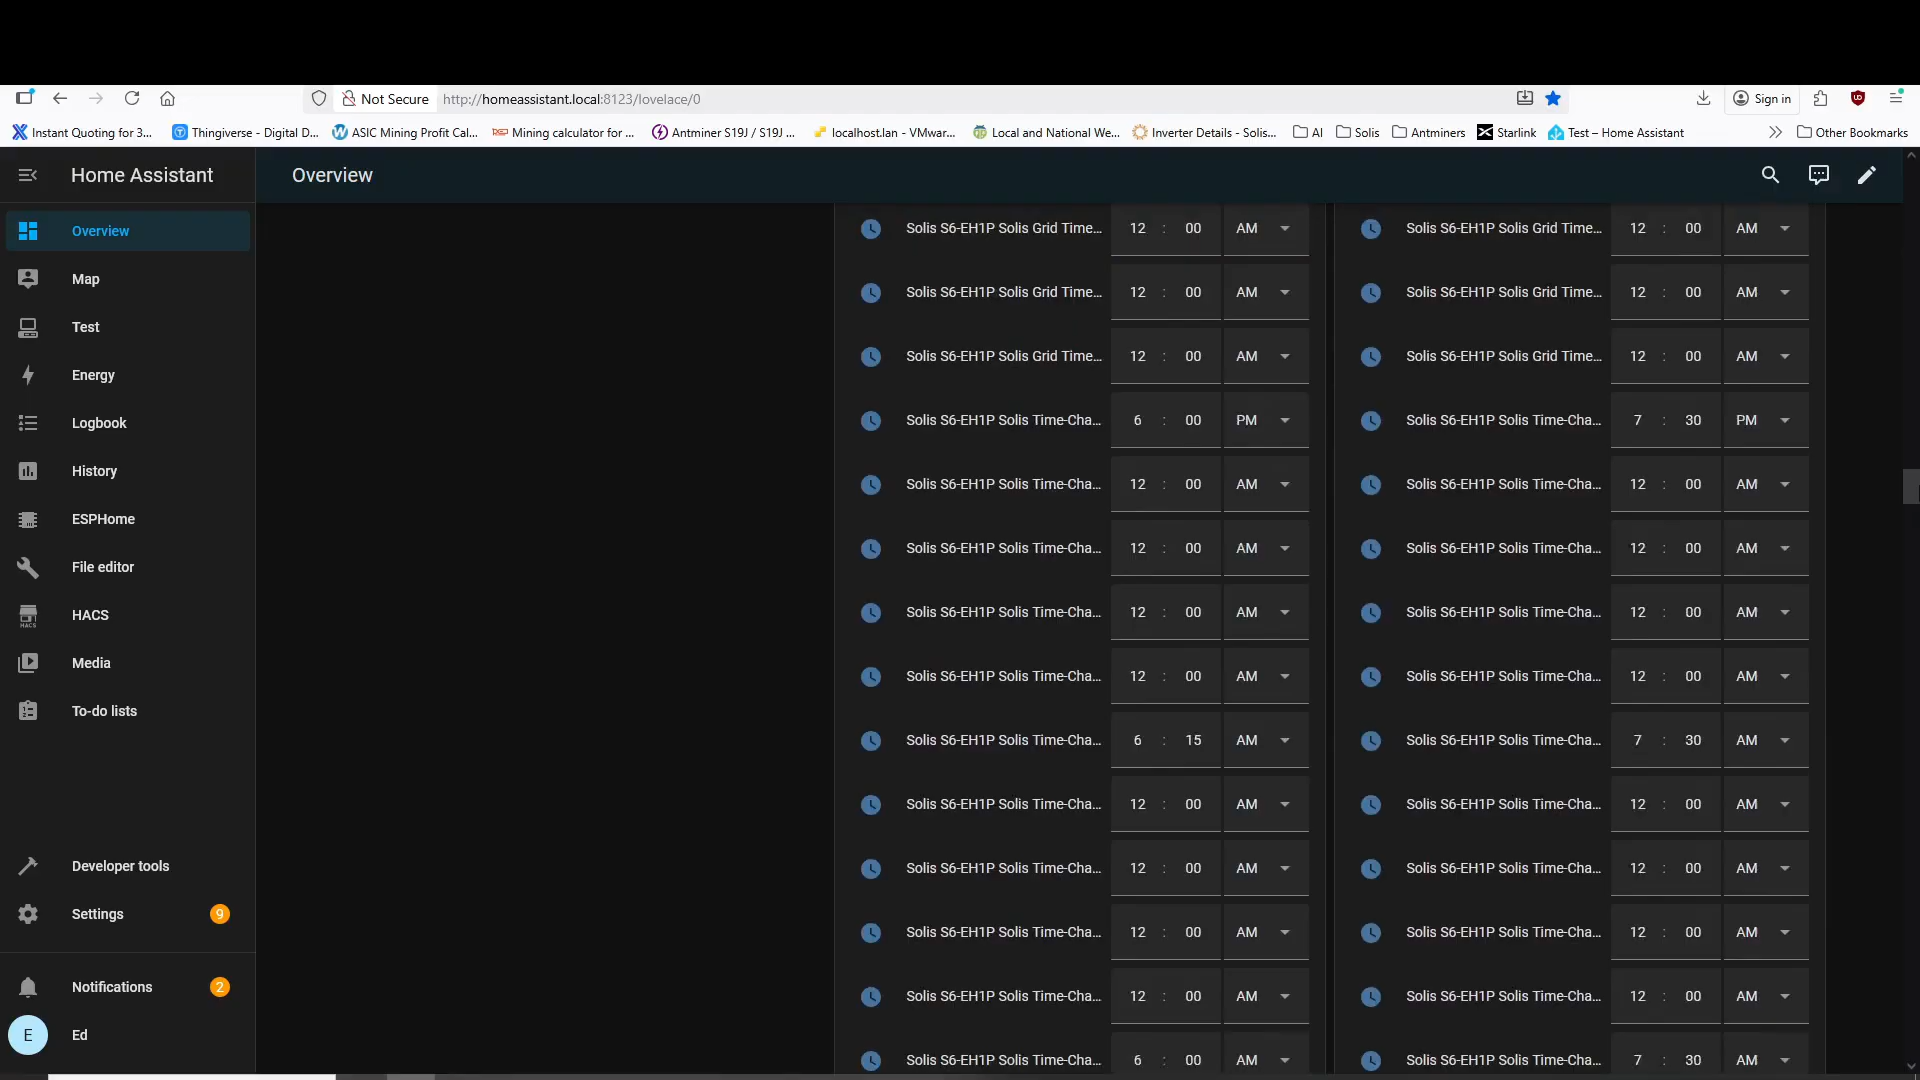 Not Secure http://homeassistant.local:8123/lovelace/0 Sign in
Instant Quoting for 3... Thingiverse - Digital D... ASIC Mining Profit Cal... Mining calculator for ... Antminer S19J / S19J ... localhost.lan - VMwar... Local and National We... Inverter Details - Solis... AI Solis Antminers Starlink Test – Home Assistant Other Bookmarks
Home Assistant
Overview
Overview
Map
Test
Energy
Logbook
History
ESPHome
File editor
HACS
Media
To-do lists
Developer tools
Settings 9
Notifications 2
E Ed
Solis S6-EH1P Solis Grid Time... 12 : 00 AM Solis S6-EH1P Solis Grid Time... 12 : 00 AM
Solis S6-EH1P Solis Grid Time... 12 : 00 AM Solis S6-EH1P Solis Grid Time... 12 : 00 AM
Solis S6-EH1P Solis Grid Time... 12 : 00 AM Solis S6-EH1P Solis Grid Time... 12 : 00 AM
Solis S6-EH1P Solis Time-Cha... 6 : 00 PM Solis S6-EH1P Solis Time-Cha... 7 : 30 PM
Solis S6-EH1P Solis Time-Cha... 12 : 00 AM Solis S6-EH1P Solis Time-Cha... 12 : 00 AM
Solis S6-EH1P Solis Time-Cha... 12 : 00 AM Solis S6-EH1P Solis Time-Cha... 12 : 00 AM
Solis S6-EH1P Solis Time-Cha... 12 : 00 AM Solis S6-EH1P Solis Time-Cha... 12 : 00 AM
Solis S6-EH1P Solis Time-Cha... 12 : 00 AM Solis S6-EH1P Solis Time-Cha... 12 : 00 AM
Solis S6-EH1P Solis Time-Cha... 6 : 15 AM Solis S6-EH1P Solis Time-Cha... 7 : 30 AM
Solis S6-EH1P Solis Time-Cha... 12 : 00 AM Solis S6-EH1P Solis Time-Cha... 12 : 00 AM
Solis S6-EH1P Solis Time-Cha... 12 : 00 AM Solis S6-EH1P Solis Time-Cha... 12 : 00 AM
Solis S6-EH1P Solis Time-Cha... 12 : 00 AM Solis S6-EH1P Solis Time-Cha... 12 : 00 AM
Solis S6-EH1P Solis Time-Cha... 12 : 00 AM Solis S6-EH1P Solis Time-Cha... 12 : 00 AM
Solis S6-EH1P Solis Time-Cha... 6 : 00 AM Solis S6-EH1P Solis Time-Cha... 7 : 30 AM